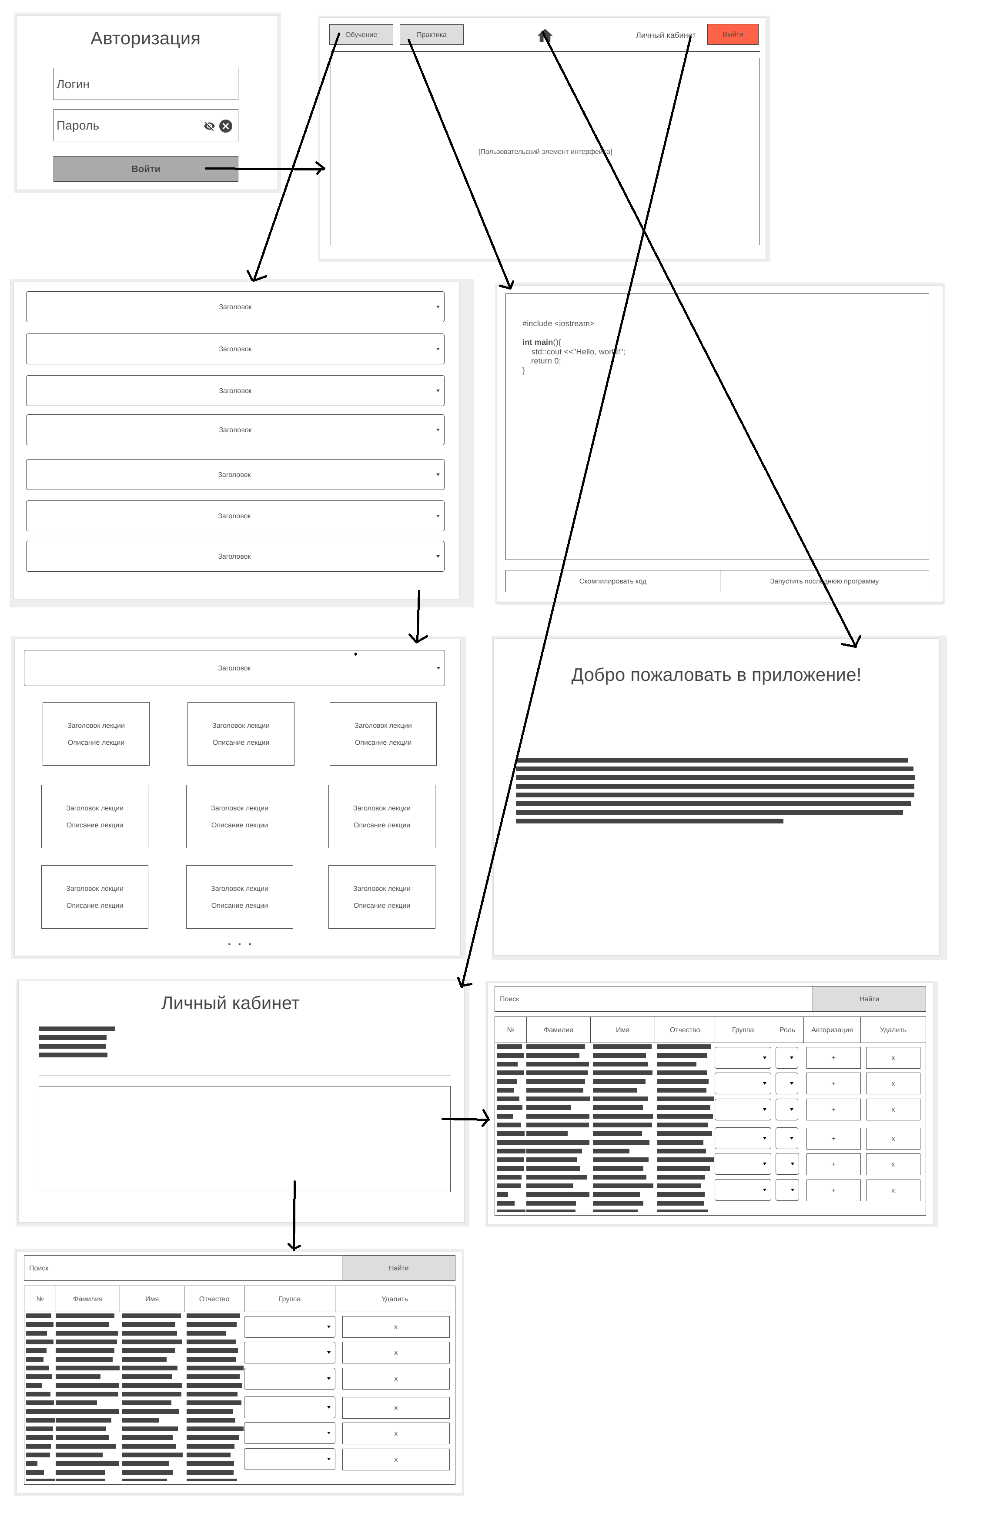 Авторизация
Логин
Пароль
Войти
Обучение
Практика
Личный кабинет
Выйти
[Пользовательский элемент интерфейса]
Заголовок
Заголовок
Заголовок
Заголовок
Заголовок
Заголовок
Заголовок
#include <iostream>
int main(){
std::cout <<"Hello, world!";
return 0;
}
Скомпилировать код
Запустить последнюю программу
Заголовок
Заголовок лекции
Описание лекции
Заголовок лекции
Описание лекции
Заголовок лекции
Описание лекции
Заголовок лекции
Описание лекции
Заголовок лекции
Описание лекции
Заголовок лекции
Описание лекции
Заголовок лекции
Описание лекции
Заголовок лекции
Описание лекции
Заголовок лекции
Описание лекции
. . .
Добро пожаловать в приложение!
Личный кабинет
Поиск
Найти
№ Фамилия Имя Отчество Группа Роль Авторизация Удалить
+ x
+ x
+ x
+ x
+ x
+ x
Поиск
Найти
№ Фамилия Имя Отчество Группа Удалить
x
x
x
x
x
x